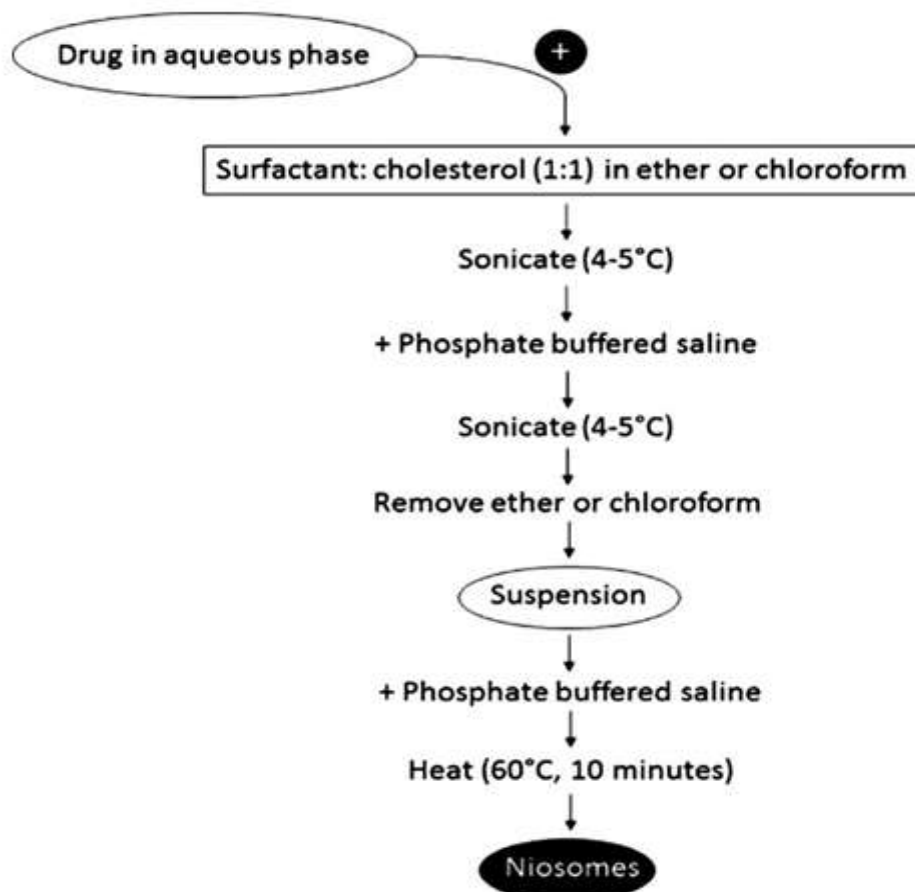 Drug in aqueous phase
+
Surfactant: cholesterol (1:1) in ether or chloroform
Sonicate (4-5°C)
+ Phosphate buffered saline
Sonicate (4-5°C)
Remove ether or chloroform
Suspension
+ Phosphate buffered saline
Heat (60°C, 10 minutes)
Niosomes